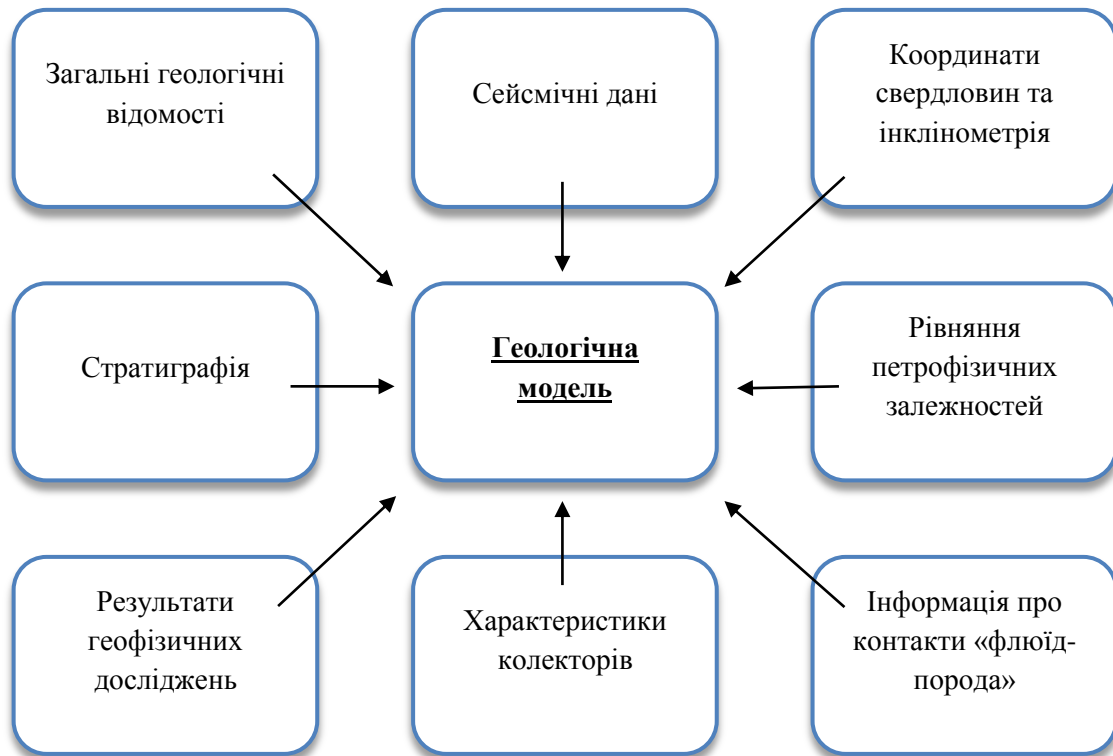 Загальні геологічні
відомості
Сейсмічні дані
Координати
свердловин та
інклінометрія
Стратиграфія
Геологічна
модель
Рівняння
петрофізичних
залежностей
Результати
геофізичних
досліджень
Характеристики
колекторів
Інформація про
контакти «флюїд-
порода»